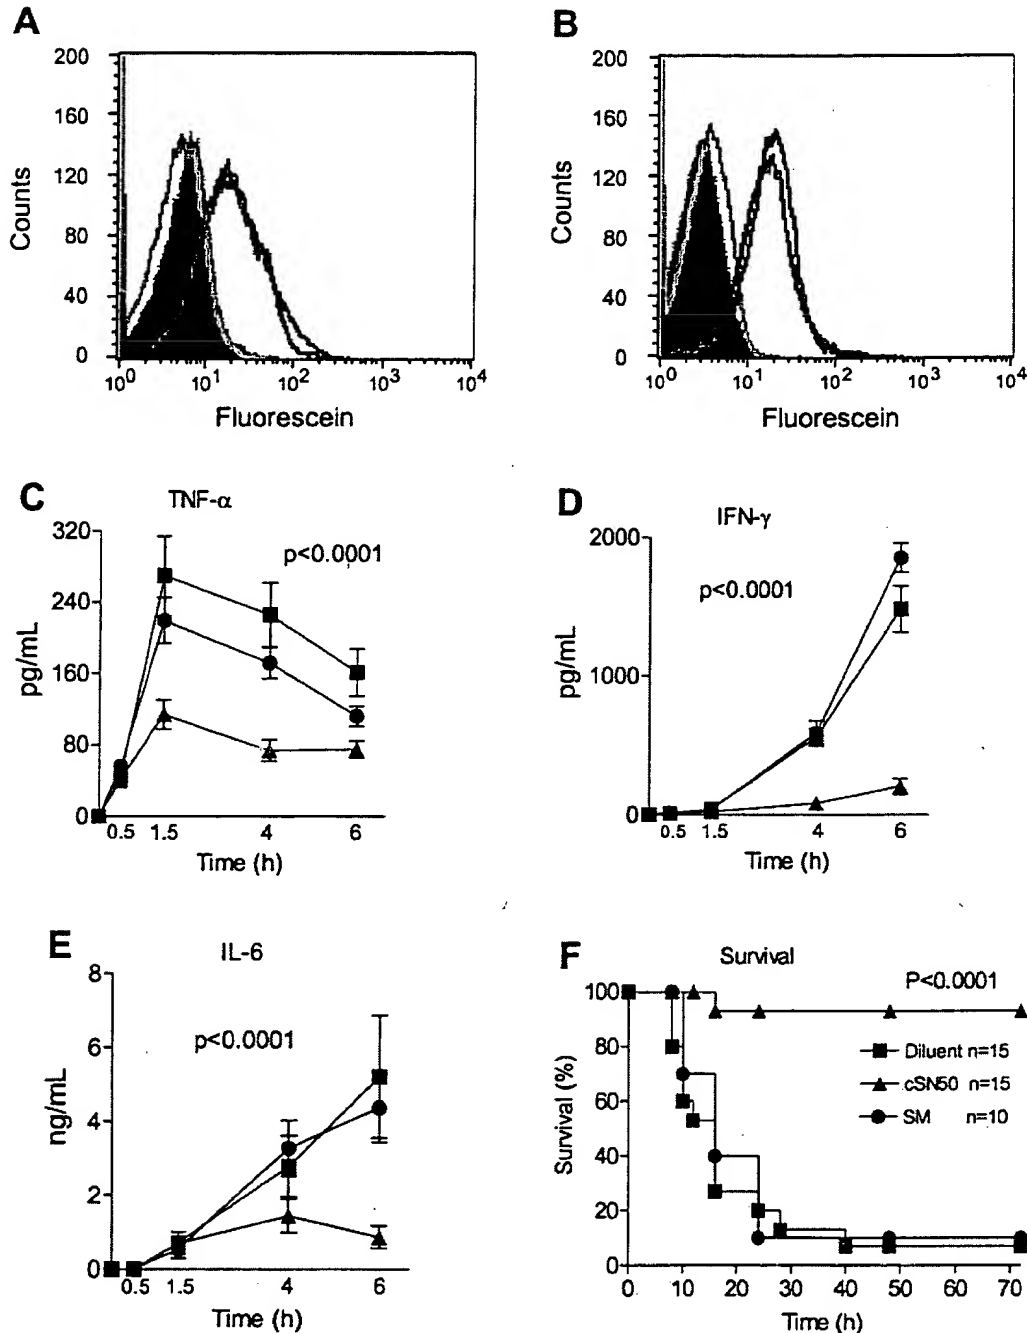 A
200
160
120
80
40
0
Counts
10^0 10^1 10^2 10^3 10^4
Fluorescein
B
200
160
120
80
40
0
Counts
10^0 10^1 10^2 10^3 10^4
Fluorescein
C
TNF-α
p<0.0001
320
240
160
80
0
pg/mL
0.5 1.5 4 6
Time (h)
D
IFN-γ
p<0.0001
2000
1000
0
pg/mL
0.5 1.5 4 6
Time (h)
E
IL-6
p<0.0001
8
6
4
2
0
ng/mL
0.5 1.5 4 6
Time (h)
F
Survival
P<0.0001
100
80
60
40
20
0
Survival (%)
Diluent n=15
cSN50 n=15
SM n=10
0 10 20 30 40 50 60 70
Time (h)